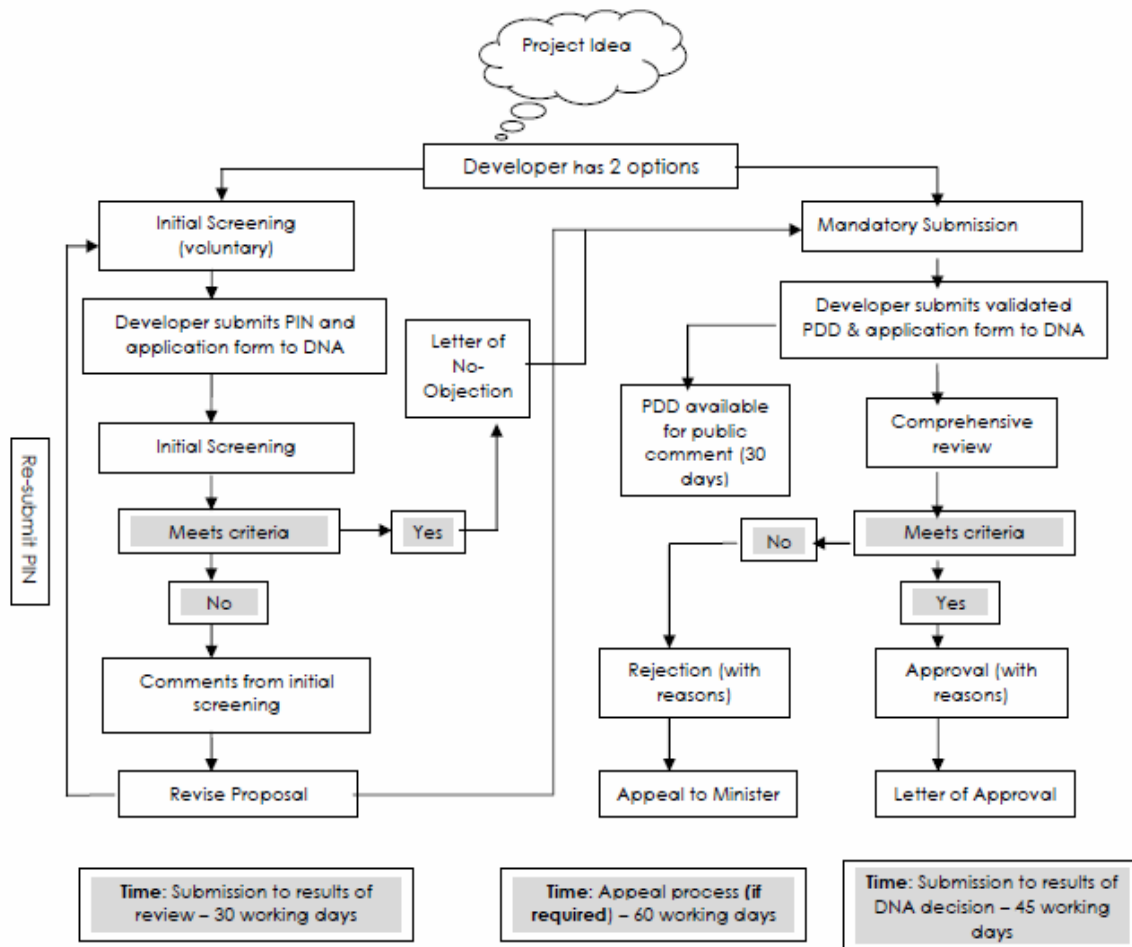 Project Idea
Developer has 2 options
Initial Screening
(voluntary)
Mandatory Submission
Developer submits PIN and
application form to DNA
Letter of
No-
Objection
Developer submits validated
PDD & application form to DNA
PDD available
for public
comment (30
days)
Comprehensive
review
Initial Screening
Re-submit PIN
Meets criteria
Yes
No
Meets criteria
No
Yes
Comments from initial
screening
Rejection (with
reasons)
Approval (with
reasons)
Revise Proposal
Appeal to Minister
Letter of Approval
Time: Submission to results of
review – 30 working days
Time: Appeal process (if
required) – 60 working days
Time: Submission to results of
DNA decision – 45 working
days